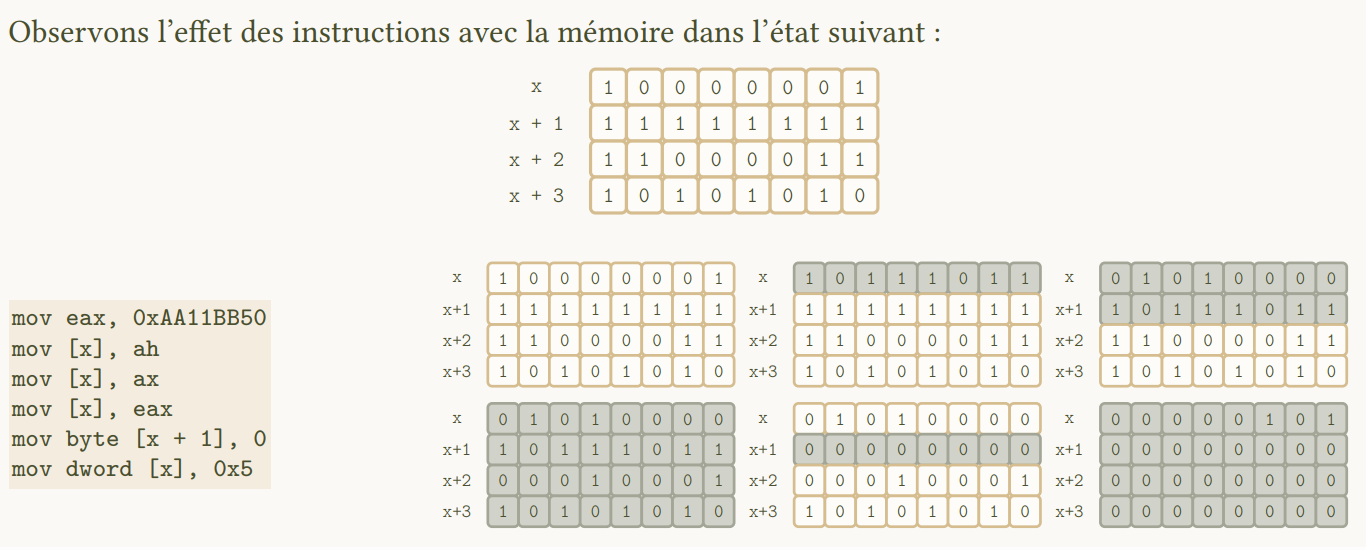 Observons l'effet des instructions avec la mémoire dans l'état suivant :
x 1 0 0 0 0 0 0 1
x + 1 1 1 1 1 1 1 1 1
x + 2 1 1 0 0 0 0 1 1
x + 3 1 0 1 0 1 0 1 0
mov eax, 0xAA11BB50
mov [x], ah
mov [x], ax
mov [x], eax
mov byte [x + 1], 0
mov dword [x], 0x5
x 1 0 0 0 0 0 0 1
x+1 1 1 1 1 1 1 1 1
x+2 1 1 0 0 0 0 1 1
x+3 1 0 1 0 1 0 1 0
x 1 0 1 1 1 0 1 1
x+1 1 1 1 1 1 1 1 1
x+2 1 1 0 0 0 0 1 1
x+3 1 0 1 0 1 0 1 0
x 0 1 0 1 0 0 0 0
x+1 1 0 1 1 1 0 1 1
x+2 1 1 0 0 0 0 1 1
x+3 1 0 1 0 1 0 1 0
x 0 1 0 1 0 0 0 0
x+1 1 0 1 1 1 0 1 1
x+2 0 0 0 1 0 0 0 1
x+3 1 0 1 0 1 0 1 0
x 0 1 0 1 0 0 0 0
x+1 0 0 0 0 0 0 0 0
x+2 0 0 0 1 0 0 0 1
x+3 1 0 1 0 1 0 1 0
x 0 0 0 0 0 1 0 1
x+1 0 0 0 0 0 0 0 0
x+2 0 0 0 0 0 0 0 0
x+3 0 0 0 0 0 0 0 0